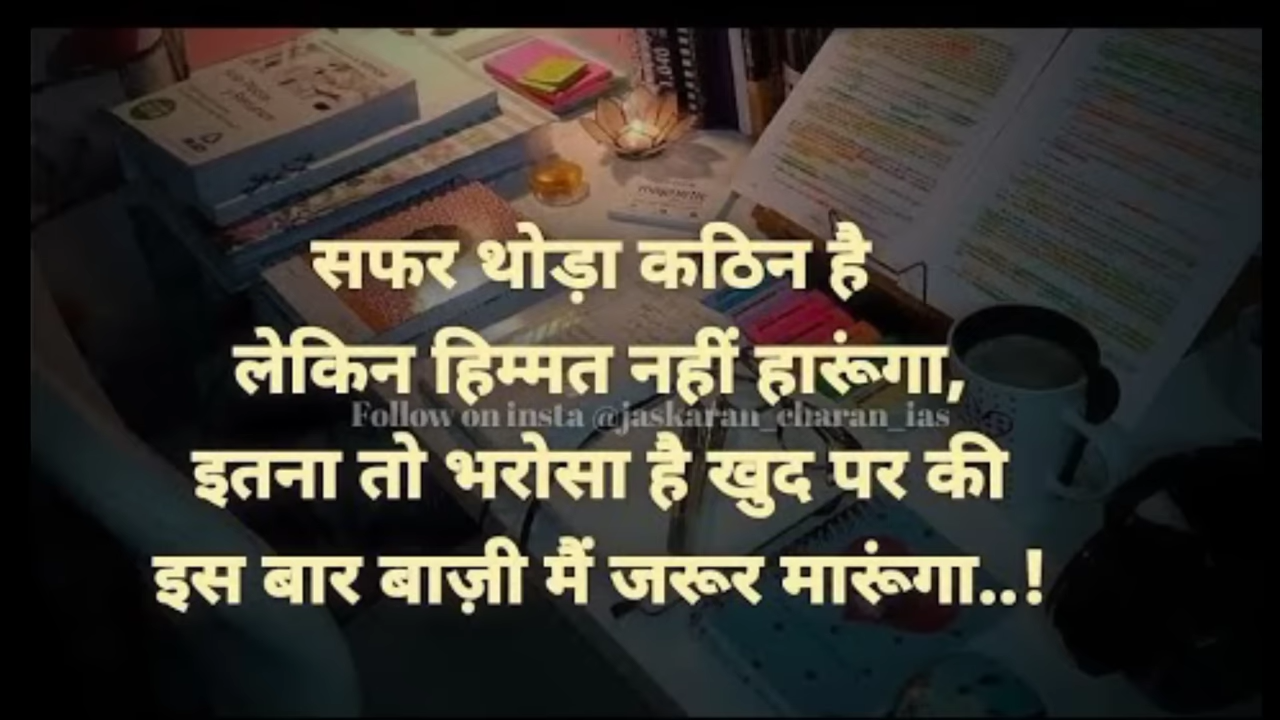 सफर थोड़ा कठिन है
लेकिन हिम्मत नहीं हारूंगा,
Follow on insta @jaskaran_charan_ias
इतना तो भरोसा है खुद पर की
इस बार बाज़ी मैं जरूर मारूंगा..!